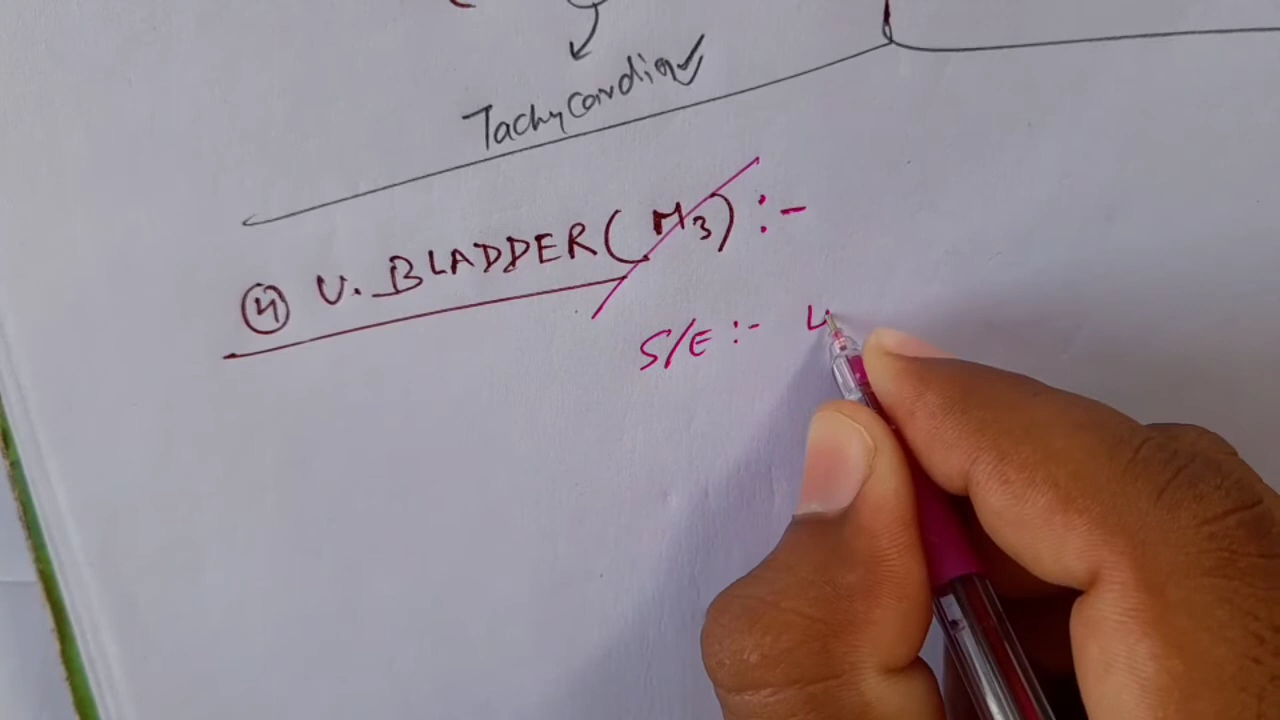 Tachycardia✓
④ U. BLADDER (M3) :-
S/E :- U